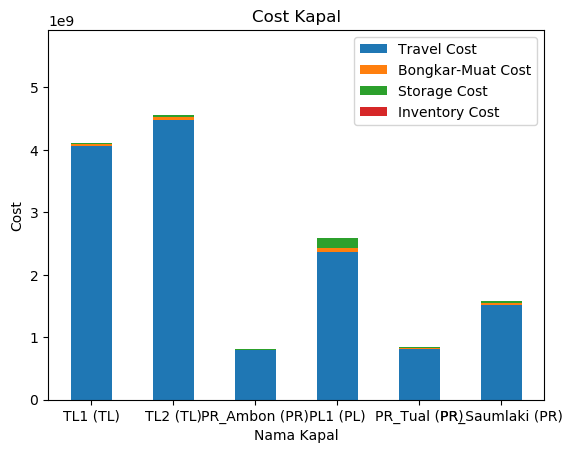 Cost Kapal
1e9
Travel Cost
Bongkar-Muat Cost
Storage Cost
Inventory Cost
5
4
3
2
1
0
Cost
TL1 (TL) TL2 (TL) PR_Ambon (PR) PL1 (PL) PR_Tual (PR) PR_Saumlaki (PR)
Nama Kapal